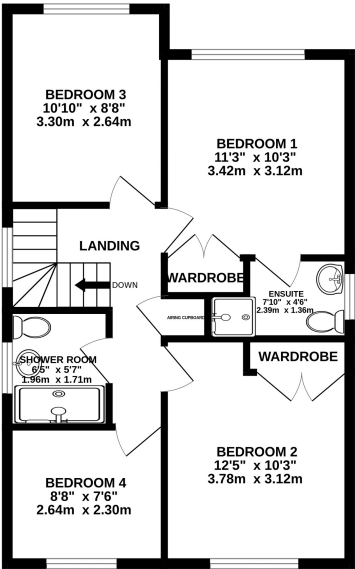 BEDROOM 3
10'10" x 8'8"
3.30m x 2.64m
BEDROOM 1
11'3" x 10'3"
3.42m x 3.12m
LANDING
DOWN
WARDROBE
ENSUITE
7'10" x 4'6"
2.39m x 1.36m
AIRING CUPBOARD
SHOWER ROOM
6'5" x 5'7"
1.96m x 1.71m
WARDROBE
BEDROOM 2
12'5" x 10'3"
3.78m x 3.12m
BEDROOM 4
8'8" x 7'6"
2.64m x 2.30m